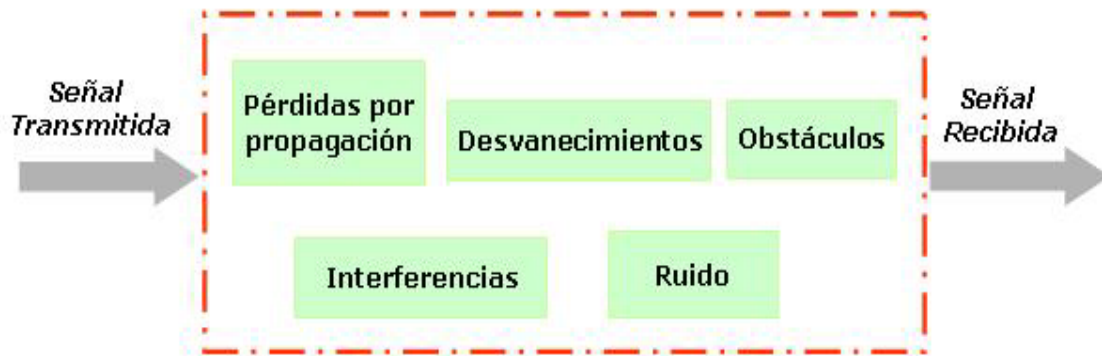 Señal
Transmitida
Pérdidas por
propagación
Desvanecimientos
Obstáculos
Señal
Recibida
Interferencias
Ruido